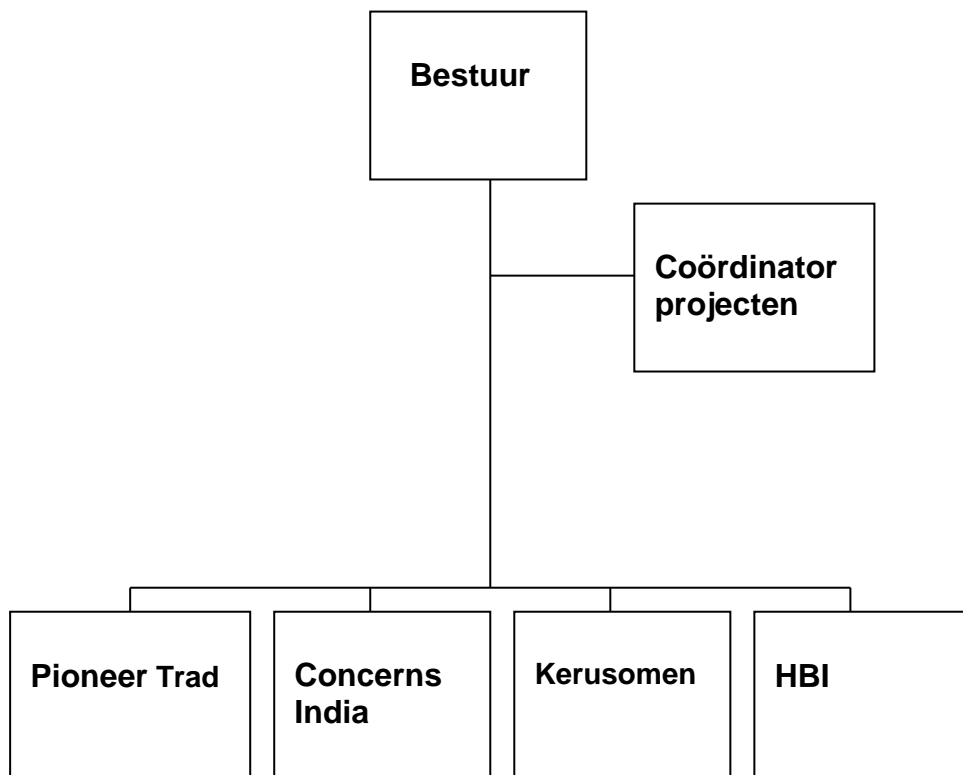 Bestuur
Coördinator
projecten
Pioneer Trad
Concerns
India
Kerusomen
HBI